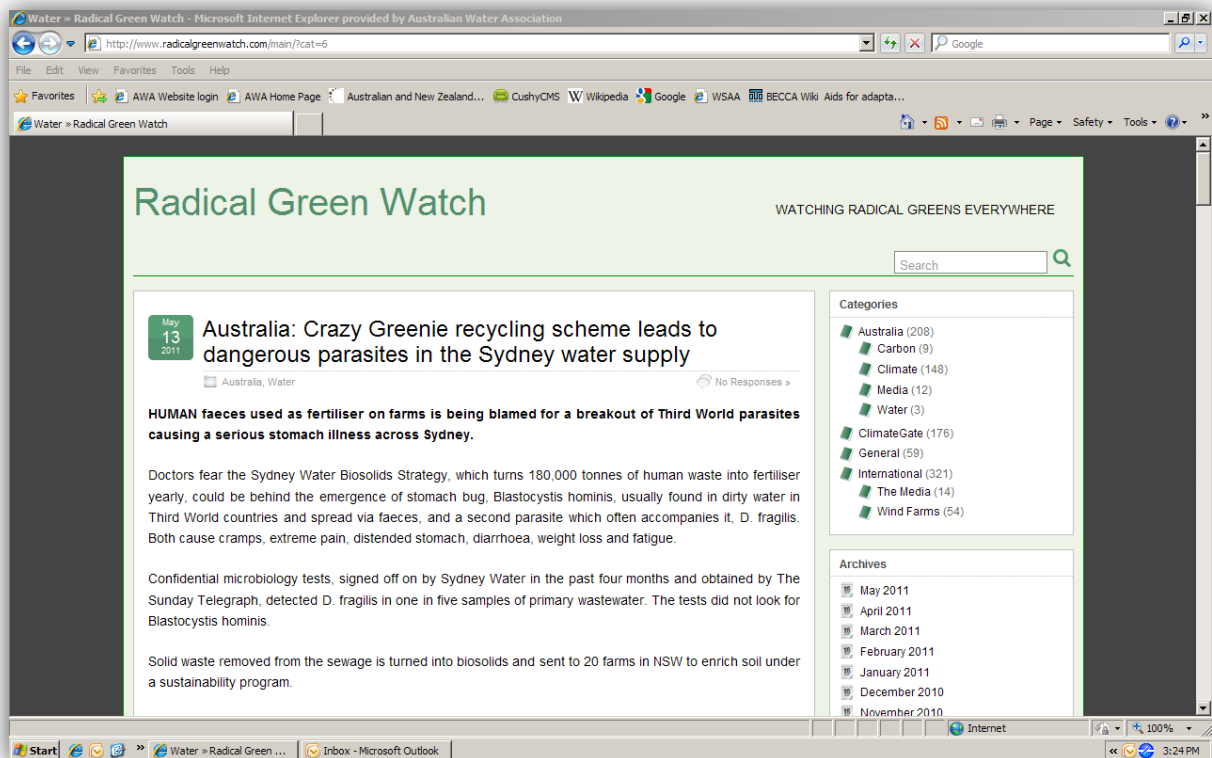 Water » Radical Green Watch - Microsoft Internet Explorer provided by Australian Water Association
http://www.radicalgreenwatch.com/main/?cat=6
Google
File Edit View Favorites Tools Help
Favorites AWA Website login AWA Home Page Australian and New Zealand... CushyCMS Wikipedia Google WSAA BECCA Wiki Aids for adapta...
Water » Radical Green Watch
Page Safety Tools
Radical Green Watch
WATCHING RADICAL GREENS EVERYWHERE
Search
May
13
2011
Australia: Crazy Greenie recycling scheme leads to
dangerous parasites in the Sydney water supply
Australia, Water
No Responses »
HUMAN faeces used as fertiliser on farms is being blamed for a breakout of Third World parasites
causing a serious stomach illness across Sydney.
Doctors fear the Sydney Water Biosolids Strategy, which turns 180,000 tonnes of human waste into fertiliser
yearly, could be behind the emergence of stomach bug, Blastocystis hominis, usually found in dirty water in
Third World countries and spread via faeces, and a second parasite which often accompanies it, D. fragilis.
Both cause cramps, extreme pain, distended stomach, diarrhoea, weight loss and fatigue.
Confidential microbiology tests, signed off on by Sydney Water in the past four months and obtained by The
Sunday Telegraph, detected D. fragilis in one in five samples of primary wastewater. The tests did not look for
Blastocystis hominis.
Solid waste removed from the sewage is turned into biosolids and sent to 20 farms in NSW to enrich soil under
a sustainability program.
Categories
Australia (208)
Carbon (9)
Climate (148)
Media (12)
Water (3)
ClimateGate (176)
General (59)
International (321)
The Media (14)
Wind Farms (54)
Archives
May 2011
April 2011
March 2011
February 2011
January 2011
December 2010
November 2010
Internet
100%
Start » Water » Radical Green ... Inbox - Microsoft Outlook « 3:24 PM